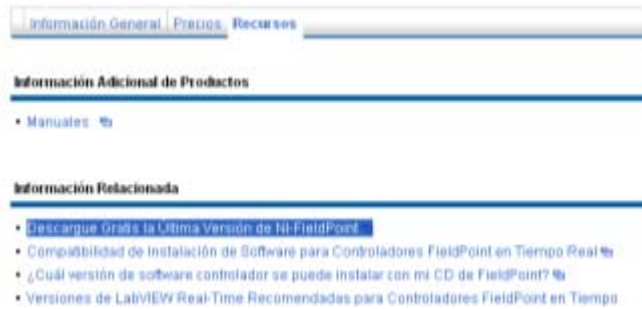 Información General Precios Recursos
Información Adicional de Productos
• Manuales
Información Relacionada
• Descargue Gratis la Última Versión de NI-FieldPoint
• Compatibilidad de Instalación de Software para Controladores FieldPoint en Tiempo Real
• ¿Cuál versión de software controlador se puede instalar con mi CD de FieldPoint?
• Versiones de LabVIEW Real-Time Recomendadas para Controladores FieldPoint en Tiempo